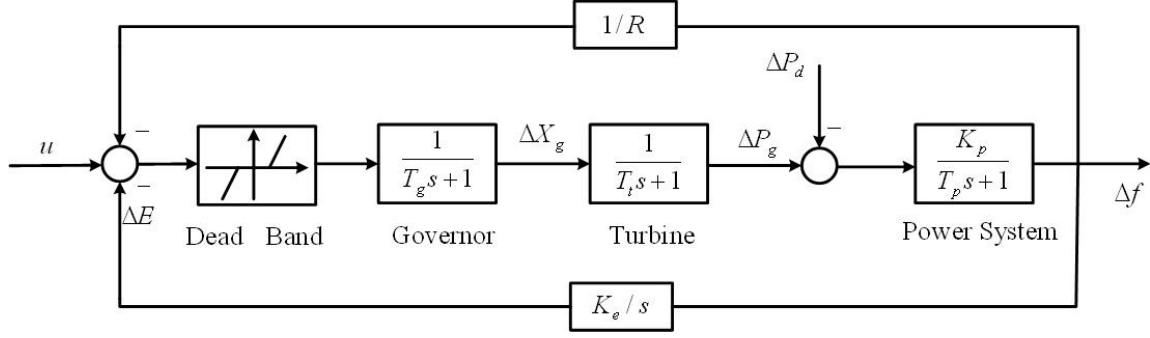 1/R
ΔP_d
−
−
u
1
T_g s+1
ΔX_g
1
T_t s+1
ΔP_g
K_p
T_p s+1
−
ΔE
Δf
Dead Band
Governor
Turbine
Power System
K_e / s